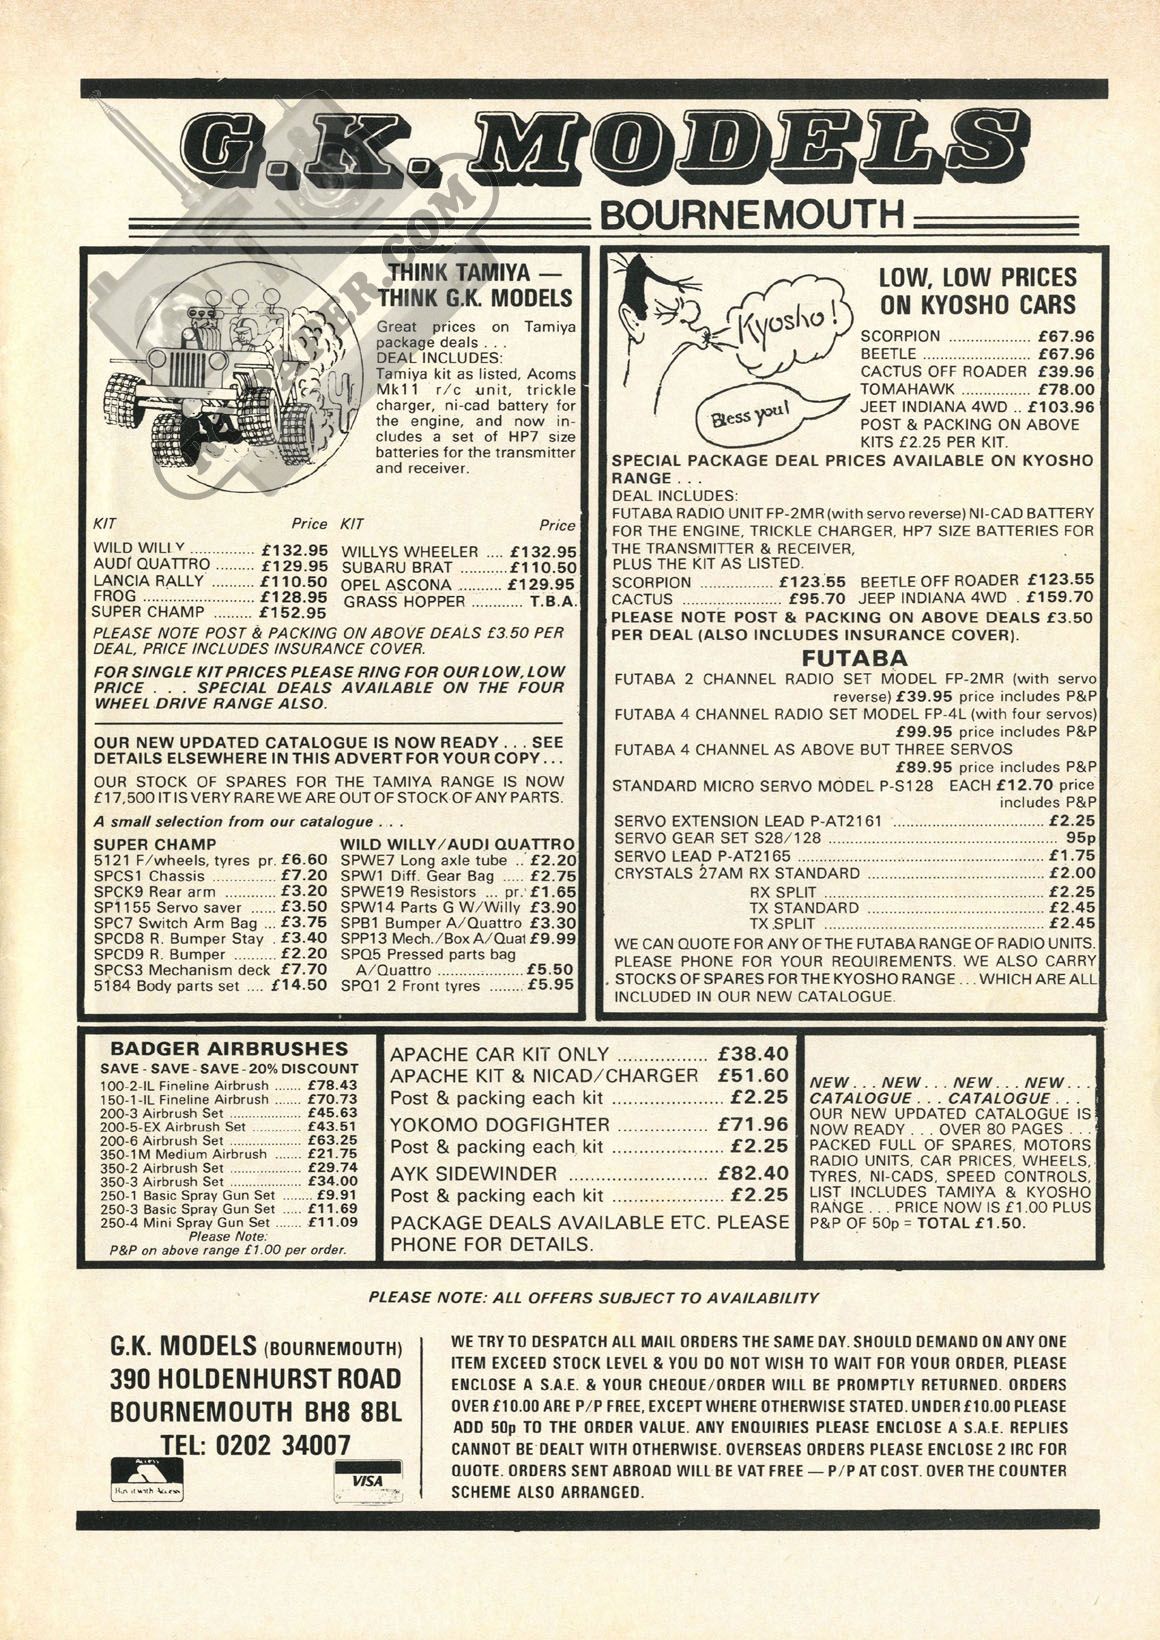 G.K. MODELS
BOURNEMOUTH
THINK TAMIYA —
THINK G.K. MODELS
Great prices on Tamiya
package deals . . .
DEAL INCLUDES:
Tamiya kit as listed, Acoms
Mk11 r/c unit, trickle
charger, ni-cad battery for
the engine, and now in-
cludes a set of HP7 size
batteries for the transmitter
and receiver.
KIT Price KIT Price
WILD WILLY .............. £132.95 WILLYS WHEELER .... £132.95
AUDI QUATTRO ......... £129.95 SUBARU BRAT .......... £110.50
LANCIA RALLY ......... £110.50 OPEL ASCONA .......... £129.95
FROG ........................ £128.95 GRASS HOPPER ............ T.B.A.
SUPER CHAMP ......... £152.95
PLEASE NOTE POST & PACKING ON ABOVE DEALS £3.50 PER
DEAL, PRICE INCLUDES INSURANCE COVER.
FOR SINGLE KIT PRICES PLEASE RING FOR OUR LOW, LOW
PRICE . . . SPECIAL DEALS AVAILABLE ON THE FOUR
WHEEL DRIVE RANGE ALSO.
OUR NEW UPDATED CATALOGUE IS NOW READY . . . SEE
DETAILS ELSEWHERE IN THIS ADVERT FOR YOUR COPY . . .
OUR STOCK OF SPARES FOR THE TAMIYA RANGE IS NOW
£17,500 IT IS VERY RARE WE ARE OUT OF STOCK OF ANY PARTS.
A small selection from our catalogue . . .
SUPER CHAMP
5121 F/wheels, tyres pr. £6.60
SPCS1 Chassis ............. £7.20
SPCK9 Rear arm ........... £3.20
SP1155 Servo saver ...... £3.50
SPC7 Switch Arm Bag ... £3.75
SPCD8 R. Bumper Stay . £3.40
SPCD9 R. Bumper ......... £2.20
SPCS3 Mechanism deck £7.70
5184 Body parts set .... £14.50
WILD WILLY/AUDI QUATTRO
SPWE7 Long axle tube .. £2.20
SPW1 Diff. Gear Bag .... £2.75
SPWE19 Resistors ... pr. £1.65
SPW14 Parts G W/Willy £3.90
SPB1 Bumper A/Quattro £3.30
SPP13 Mech./Box A/Quat £9.99
SPQ5 Pressed parts bag
A/Quattro .................. £5.50
SPQ1 2 Front tyres ........ £5.95
Kyosho!
Bless you!
LOW, LOW PRICES
ON KYOSHO CARS
SCORPION .................. £67.96
BEETLE ....................... £67.96
CACTUS OFF ROADER £39.96
TOMAHAWK ............... £78.00
JEET INDIANA 4WD .. £103.96
POST & PACKING ON ABOVE
KITS £2.25 PER KIT.
SPECIAL PACKAGE DEAL PRICES AVAILABLE ON KYOSHO
RANGE . . .
DEAL INCLUDES:
FUTABA RADIO UNIT FP-2MR (with servo reverse) NI-CAD BATTERY
FOR THE ENGINE, TRICKLE CHARGER, HP7 SIZE BATTERIES FOR
THE TRANSMITTER & RECEIVER,
PLUS THE KIT AS LISTED.
SCORPION ................ £123.55 BEETLE OFF ROADER £123.55
CACTUS ..................... £95.70 JEEP INDIANA 4WD . £159.70
PLEASE NOTE POST & PACKING ON ABOVE DEALS £3.50
PER DEAL (ALSO INCLUDES INSURANCE COVER).
FUTABA
FUTABA 2 CHANNEL RADIO SET MODEL FP-2MR (with servo
reverse) £39.95 price includes P&P
FUTABA 4 CHANNEL RADIO SET MODEL FP-4L (with four servos)
£99.95 price includes P&P
FUTABA 4 CHANNEL AS ABOVE BUT THREE SERVOS
£89.95 price includes P&P
STANDARD MICRO SERVO MODEL P-S128 EACH £12.70 price
includes P&P
SERVO EXTENSION LEAD P-AT2161 .............................. £2.25
SERVO GEAR SET S28/128 ............................................. 95p
SERVO LEAD P-AT2165 ............................................... £1.75
CRYSTALS 27AM RX STANDARD .................................. £2.00
RX SPLIT ............................................ £2.25
TX STANDARD .................................. £2.45
TX SPLIT ............................................ £2.45
WE CAN QUOTE FOR ANY OF THE FUTABA RANGE OF RADIO UNITS.
PLEASE PHONE FOR YOUR REQUIREMENTS. WE ALSO CARRY
STOCKS OF SPARES FOR THE KYOSHO RANGE . . . WHICH ARE ALL
INCLUDED IN OUR NEW CATALOGUE.
BADGER AIRBRUSHES
SAVE - SAVE - SAVE - 20% DISCOUNT
100-2-IL Fineline Airbrush ....... £78.43
150-1-IL Fineline Airbrush ....... £70.73
200-3 Airbrush Set .................. £45.63
200-5-EX Airbrush Set ............. £43.51
200-6 Airbrush Set .................. £63.25
350-1M Medium Airbrush ........ £21.75
350-2 Airbrush Set .................. £29.74
350-3 Airbrush Set .................. £34.00
250-1 Basic Spray Gun Set ....... £9.91
250-3 Basic Spray Gun Set ..... £11.69
250-4 Mini Spray Gun Set ...... £11.09
Please Note:
P&P on above range £1.00 per order.
APACHE CAR KIT ONLY ................ £38.40
APACHE KIT & NICAD/CHARGER £51.60
Post & packing each kit .................... £2.25
YOKOMO DOGFIGHTER ................. £71.96
Post & packing each kit .................... £2.25
AYK SIDEWINDER ........................ £82.40
Post & packing each kit .................... £2.25
PACKAGE DEALS AVAILABLE ETC. PLEASE
PHONE FOR DETAILS.
NEW . . . NEW . . . NEW . . . NEW . . .
CATALOGUE . . . CATALOGUE . . .
OUR NEW UPDATED CATALOGUE IS
NOW READY . . . OVER 80 PAGES . . .
PACKED FULL OF SPARES, MOTORS
RADIO UNITS, CAR PRICES, WHEELS,
TYRES, NI-CADS, SPEED CONTROLS,
LIST INCLUDES TAMIYA & KYOSHO
RANGE . . . PRICE NOW IS £1.00 PLUS
P&P OF 50p = TOTAL £1.50.
PLEASE NOTE: ALL OFFERS SUBJECT TO AVAILABILITY
G.K. MODELS (BOURNEMOUTH)
390 HOLDENHURST ROAD
BOURNEMOUTH BH8 8BL
TEL: 0202 34007
Access
VISA
WE TRY TO DESPATCH ALL MAIL ORDERS THE SAME DAY. SHOULD DEMAND ON ANY ONE
ITEM EXCEED STOCK LEVEL & YOU DO NOT WISH TO WAIT FOR YOUR ORDER, PLEASE
ENCLOSE A S.A.E. & YOUR CHEQUE/ORDER WILL BE PROMPTLY RETURNED. ORDERS
OVER £10.00 ARE P/P FREE, EXCEPT WHERE OTHERWISE STATED. UNDER £10.00 PLEASE
ADD 50p TO THE ORDER VALUE. ANY ENQUIRIES PLEASE ENCLOSE A S.A.E. REPLIES
CANNOT BE DEALT WITH OTHERWISE. OVERSEAS ORDERS PLEASE ENCLOSE 2 IRC FOR
QUOTE. ORDERS SENT ABROAD WILL BE VAT FREE — P/P AT COST. OVER THE COUNTER
SCHEME ALSO ARRANGED.